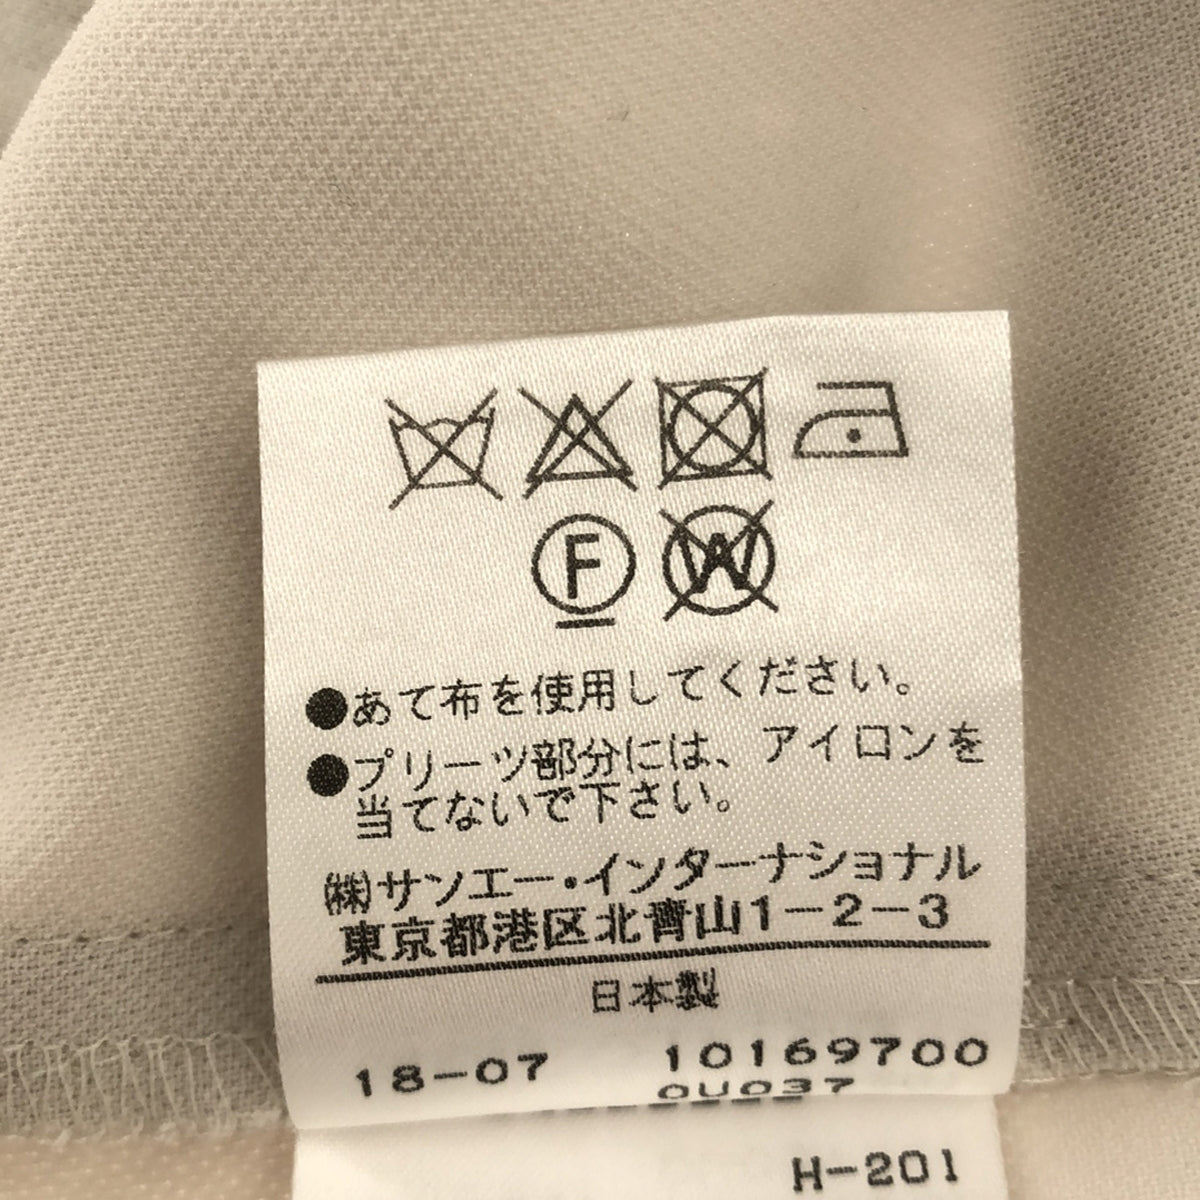 F W
●あて布を使用してください。
●プリーツ部分には、アイロンを
当てないで下さい。
㈱サンエー・インターナショナル
東京都港区北青山1-2-3
日本製
18-07 10169700
0U037
H-201